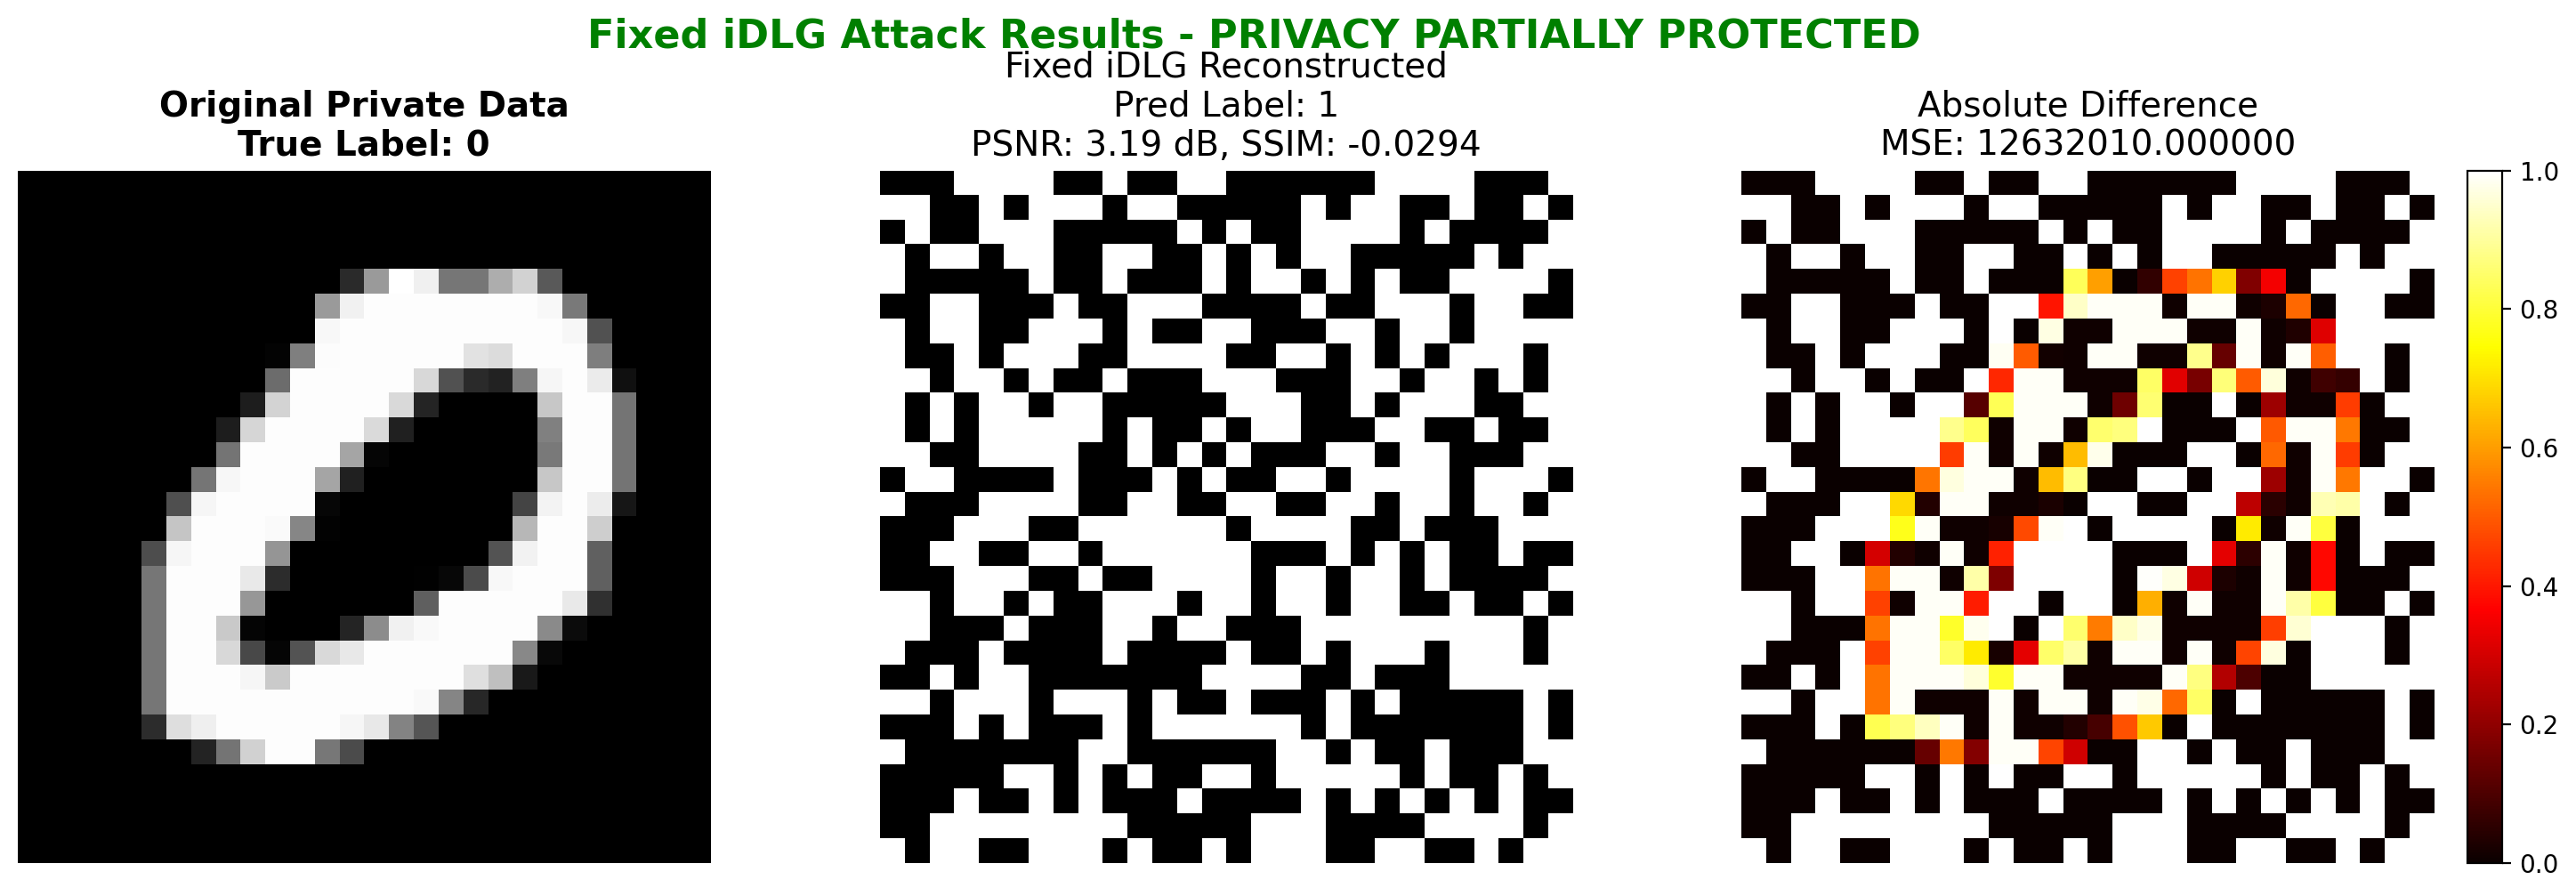 Fixed iDLG Attack Results - PRIVACY PARTIALLY PROTECTED
Original Private Data
True Label: 0
Fixed iDLG Reconstructed
Pred Label: 1
PSNR: 3.19 dB, SSIM: -0.0294
Absolute Difference
MSE: 12632010.000000
1.0
0.8
0.6
0.4
0.2
0.0